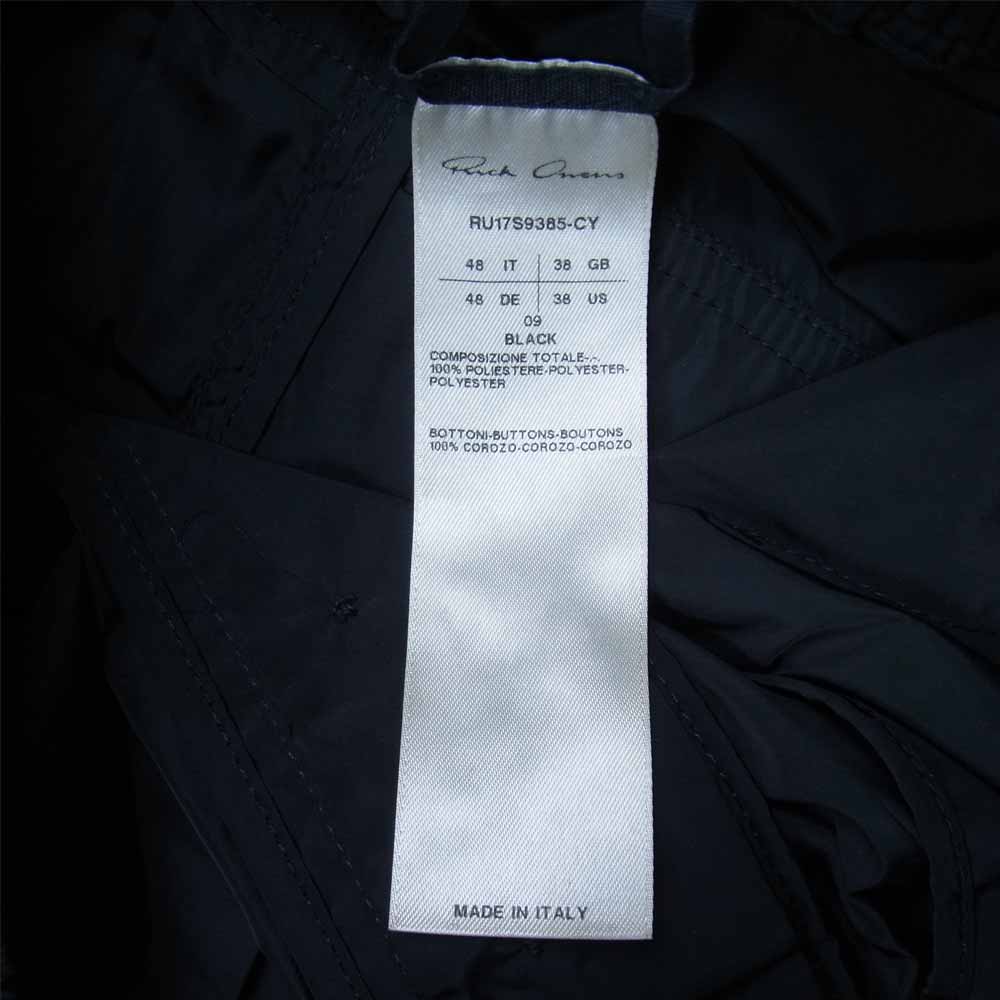 Rick Owens
RU17S9385-CY
48 IT 38 GB
48 DE 38 US
09
BLACK
COMPOSIZIONE TOTALE-.-.
100% POLIESTERE-POLYESTER-
POLYESTER
BOTTONI-BUTTONS-BOUTONS
100% COROZO-COROZO-COROZO
MADE IN ITALY